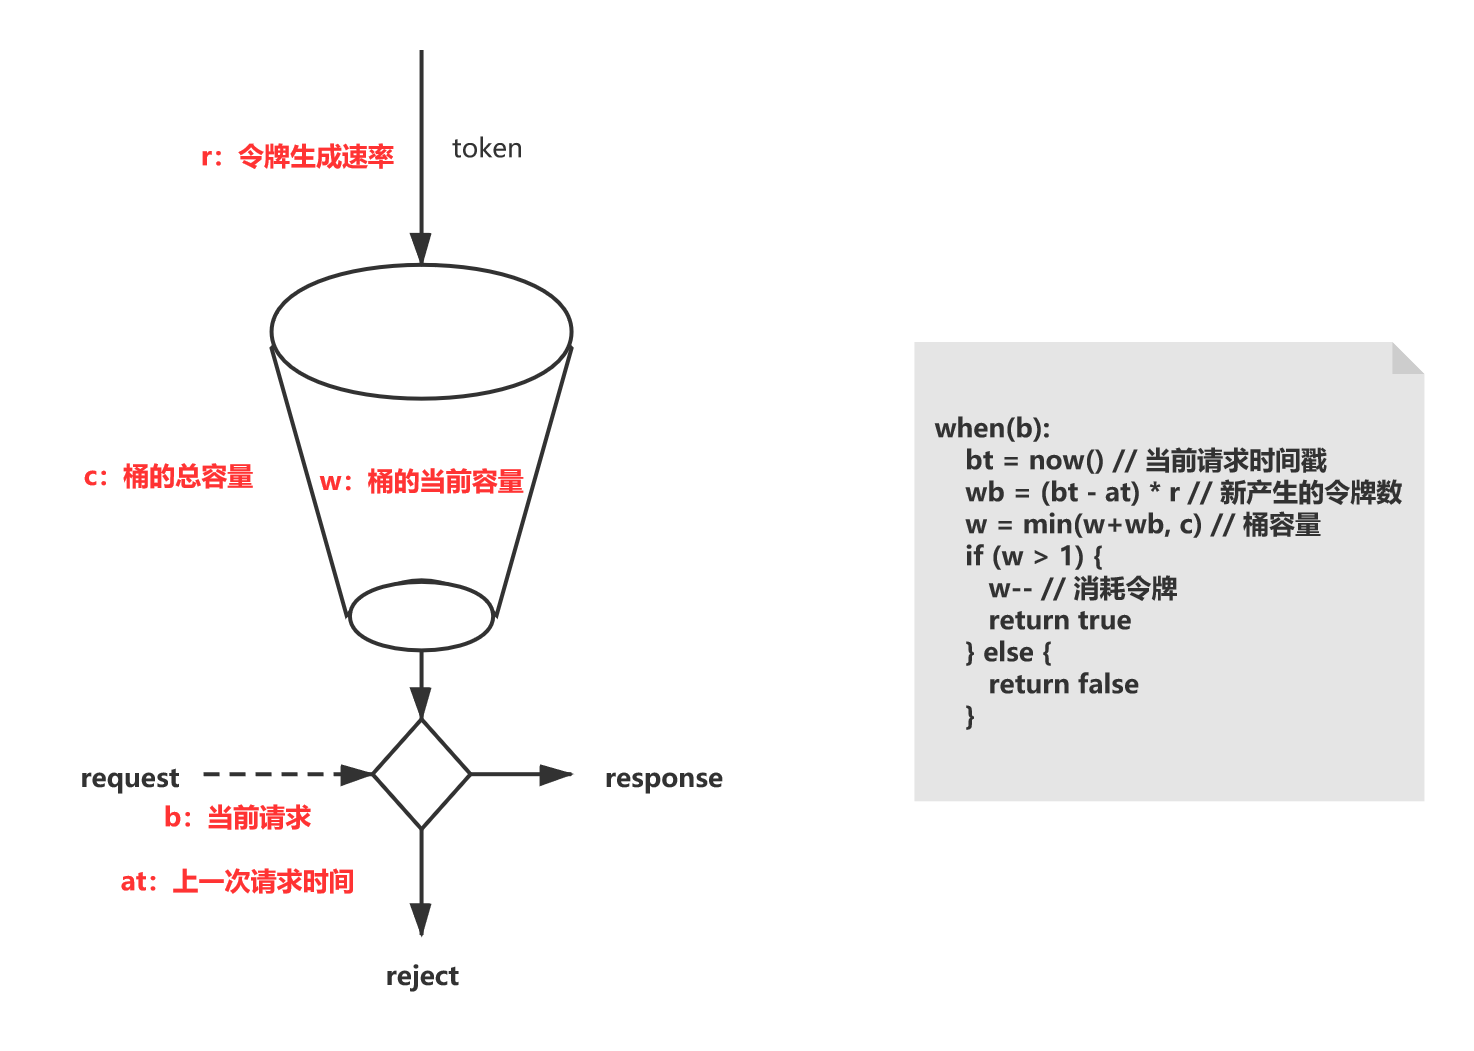 r：令牌生成速率
token
c：桶的总容量
w：桶的当前容量
request
response
b：当前请求
at：上一次请求时间
reject
when(b):
bt = now() // 当前请求时间戳
wb = (bt - at) * r // 新产生的令牌数
w = min(w+wb, c) // 桶容量
if (w > 1) {
w-- // 消耗令牌
return true
} else {
return false
}